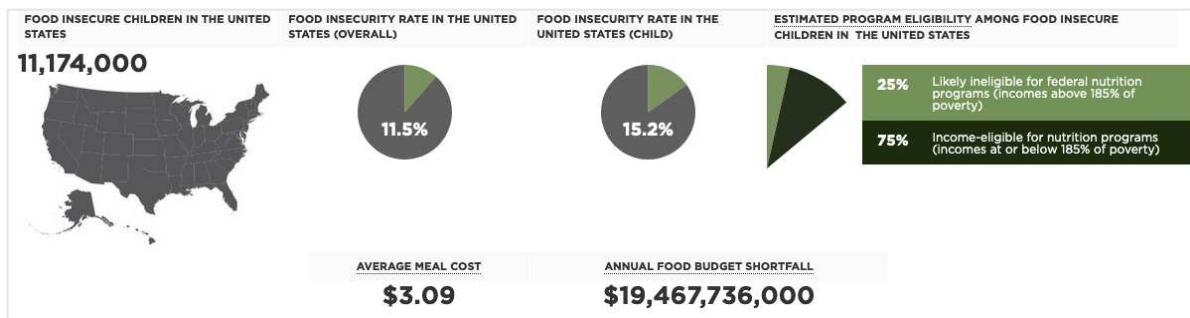 FOOD INSECURE CHILDREN IN THE UNITED
STATES
11,174,000
FOOD INSECURITY RATE IN THE UNITED
STATES (OVERALL)
11.5%
FOOD INSECURITY RATE IN THE
UNITED STATES (CHILD)
15.2%
ESTIMATED PROGRAM ELIGIBILITY AMONG FOOD INSECURE
CHILDREN IN THE UNITED STATES
25%
Likely ineligible for federal nutrition
programs (incomes above 185% of
poverty)
75%
Income-eligible for nutrition programs
(incomes at or below 185% of poverty)
AVERAGE MEAL COST
$3.09
ANNUAL FOOD BUDGET SHORTFALL
$19,467,736,000